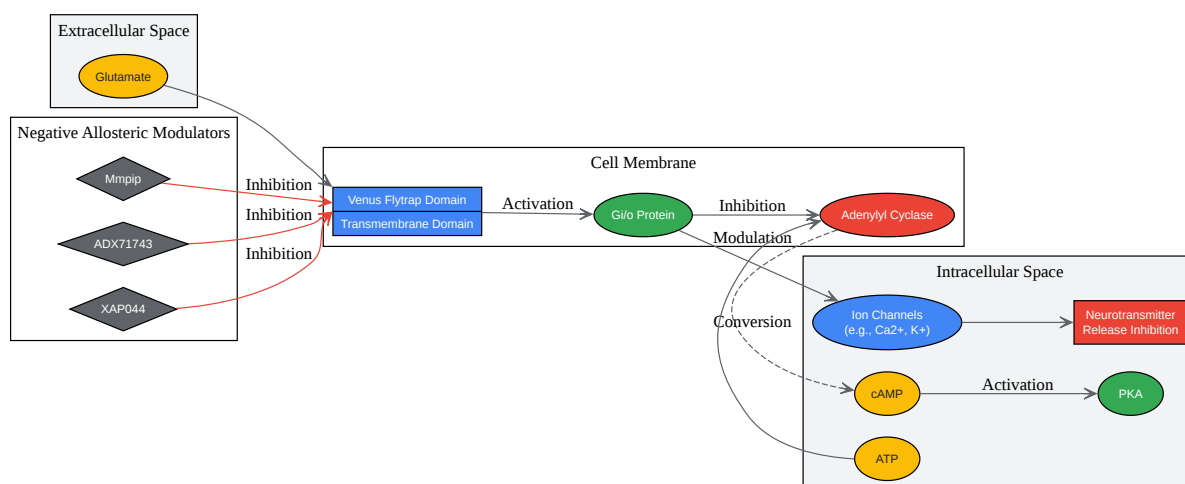 Extracellular Space
Glutamate
Negative Allosteric Modulators
Mmpip
ADX71743
XAP044
Inhibition
Inhibition
Inhibition
Cell Membrane
Venus Flytrap Domain
Transmembrane Domain
Activation
Gi/o Protein
Inhibition
Adenylyl Cyclase
Modulation
Conversion
Intracellular Space
Ion Channels
(e.g., Ca2+, K+)
Neurotransmitter
Release Inhibition
cAMP
Activation
PKA
ATP